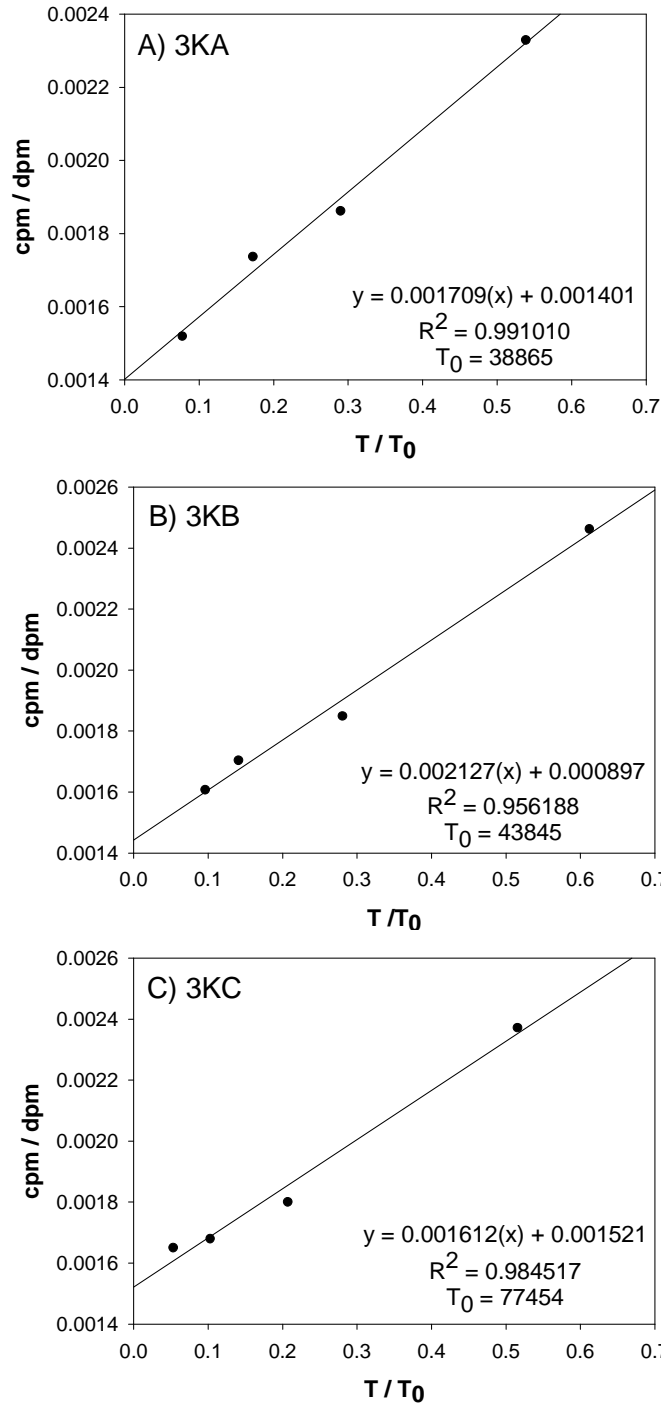 0.0024
A) 3KA
0.0022
0.0020
cpm / dpm
0.0018
0.0016
y = 0.001709(x) + 0.001401
R2 = 0.991010
T0 = 38865
0.0014
0.0 0.1 0.2 0.3 0.4 0.5 0.6 0.7
T / T0
0.0026
B) 3KB
0.0024
0.0022
cpm / dpm
0.0020
0.0018
y = 0.002127(x) + 0.000897
0.0016
R2 = 0.956188
T0 = 43845
0.0014
0.0 0.1 0.2 0.3 0.4 0.5 0.6 0.7
T /T0
0.0026
C) 3KC
0.0024
0.0022
cpm / dpm
0.0020
0.0018
y = 0.001612(x) + 0.001521
0.0016
R2 = 0.984517
T0 = 77454
0.0014
0.0 0.1 0.2 0.3 0.4 0.5 0.6 0.7
T / T0